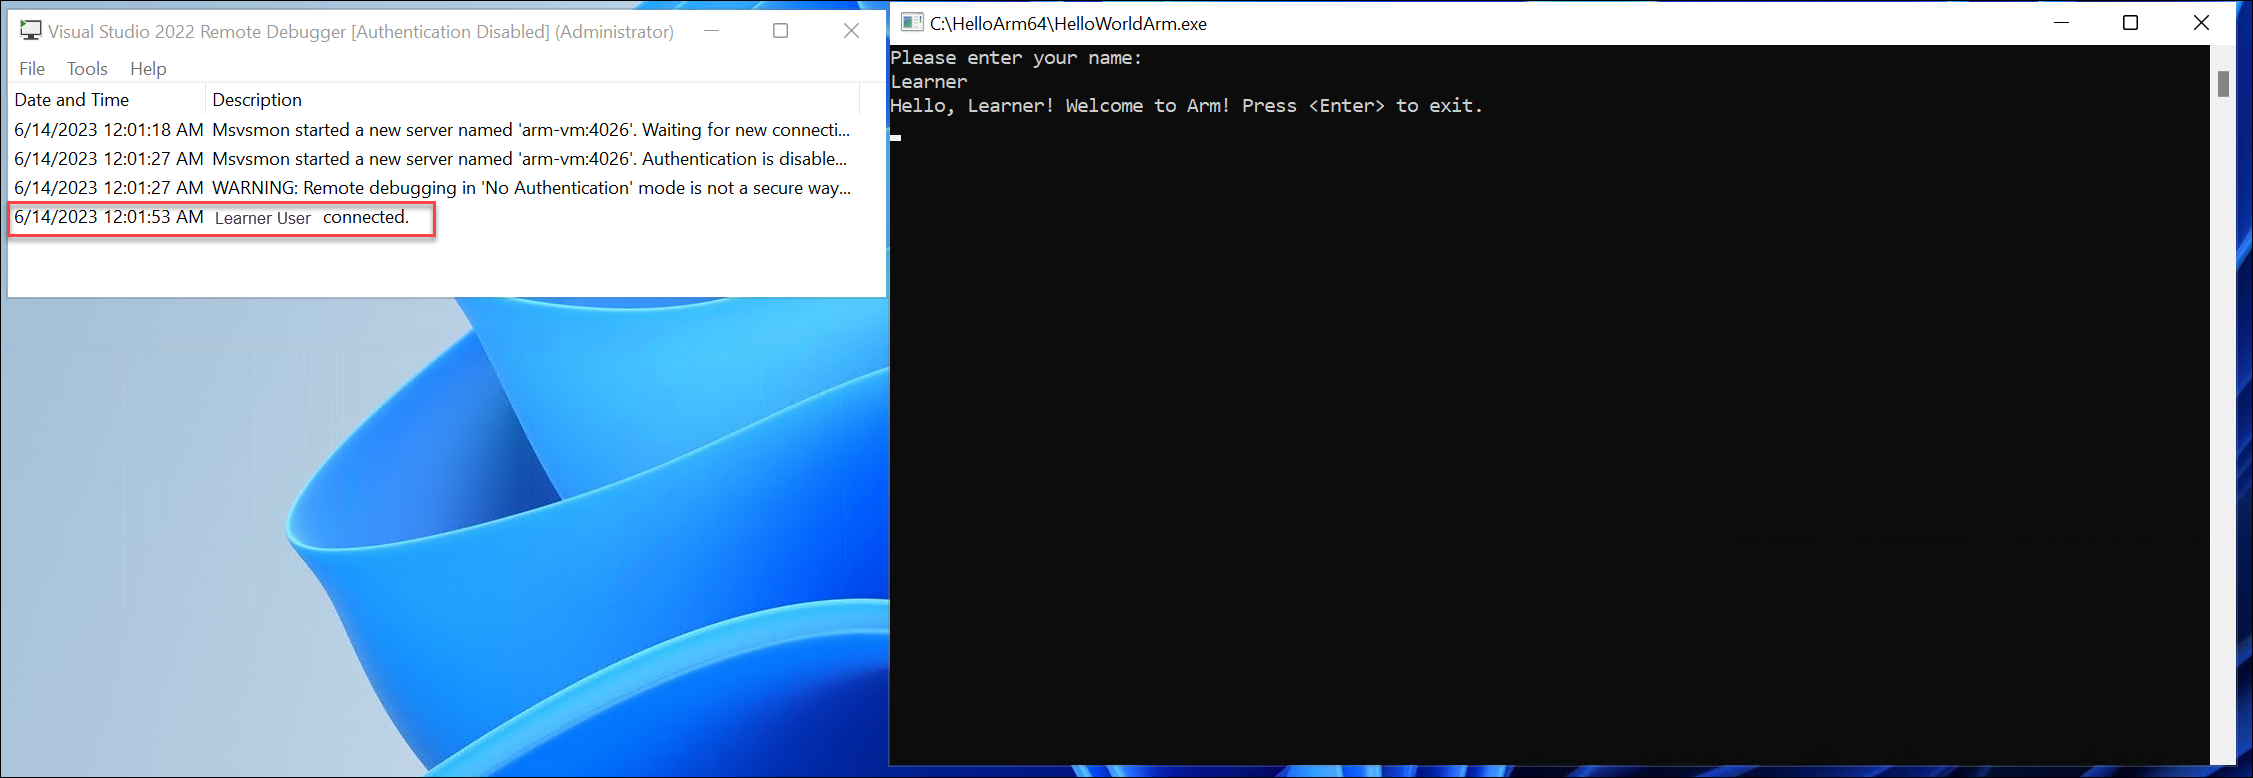 Visual Studio 2022 Remote Debugger [Authentication Disabled] (Administrator)
File Tools Help
Date and Time Description
6/14/2023 12:01:18 AM Msvsmon started a new server named 'arm-vm:4026'. Waiting for new connecti...
6/14/2023 12:01:27 AM Msvsmon started a new server named 'arm-vm:4026'. Authentication is disable...
6/14/2023 12:01:27 AM WARNING: Remote debugging in 'No Authentication' mode is not a secure way...
6/14/2023 12:01:53 AM Learner User connected.
C:\HelloArm64\HelloWorldArm.exe
Please enter your name:
Learner
Hello, Learner! Welcome to Arm! Press <Enter> to exit.